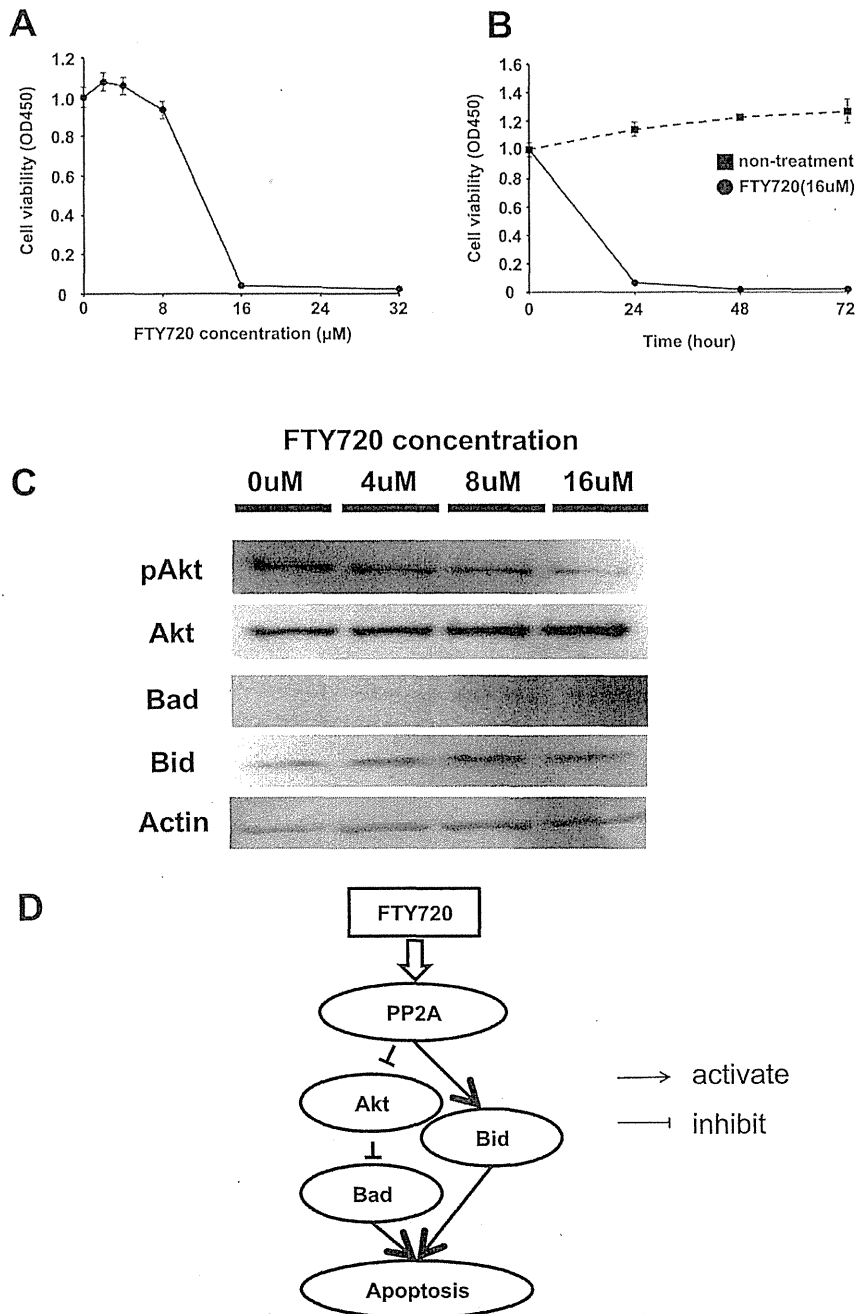 A
Cell viability (OD450)
1.2
1.0
0.8
0.6
0.4
0.2
0
0 8 16 24 32
FTY720 concentration (μM)
B
Cell viability (OD450)
1.6
1.4
1.2
1.0
0.8
0.6
0.4
0.2
0
0 24 48 72
Time (hour)
non-treatment
FTY720(16uM)
C
FTY720 concentration
0uM 4uM 8uM 16uM
pAkt
Akt
Bad
Bid
Actin
D
FTY720
PP2A
Akt
Bid
Bad
Apoptosis
activate
inhibit